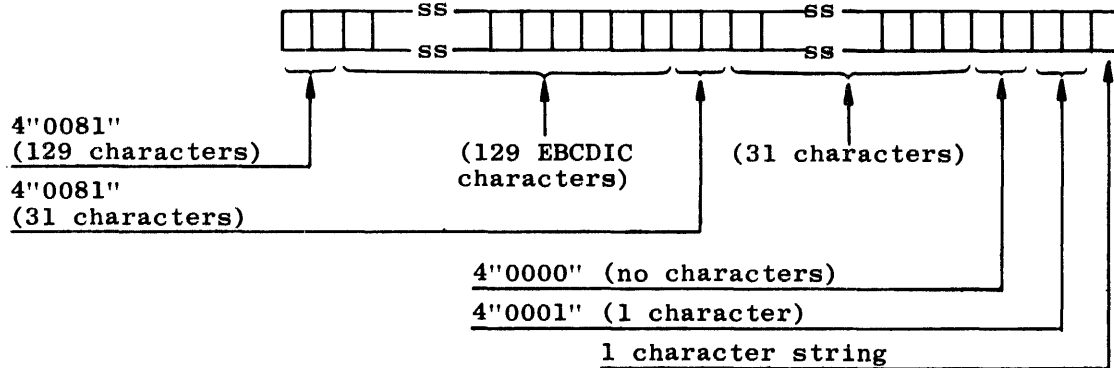 SS SS
SS SS
4"0081"
(129 characters)
(129 EBCDIC
characters)
(31 characters)
4"0081"
(31 characters)
4"0000" (no characters)
4"0001" (1 character)
1 character string